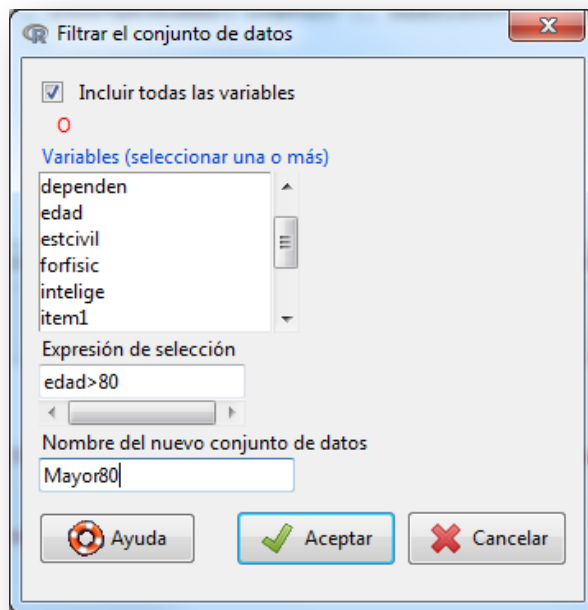 Filtrar el conjunto de datos
Incluir todas las variables
O
Variables (seleccionar una o más)
dependen
edad
estcivil
forfisic
intelige
item1
Expresión de selección
edad>80
Nombre del nuevo conjunto de datos
Mayor80
Ayuda
Aceptar
Cancelar